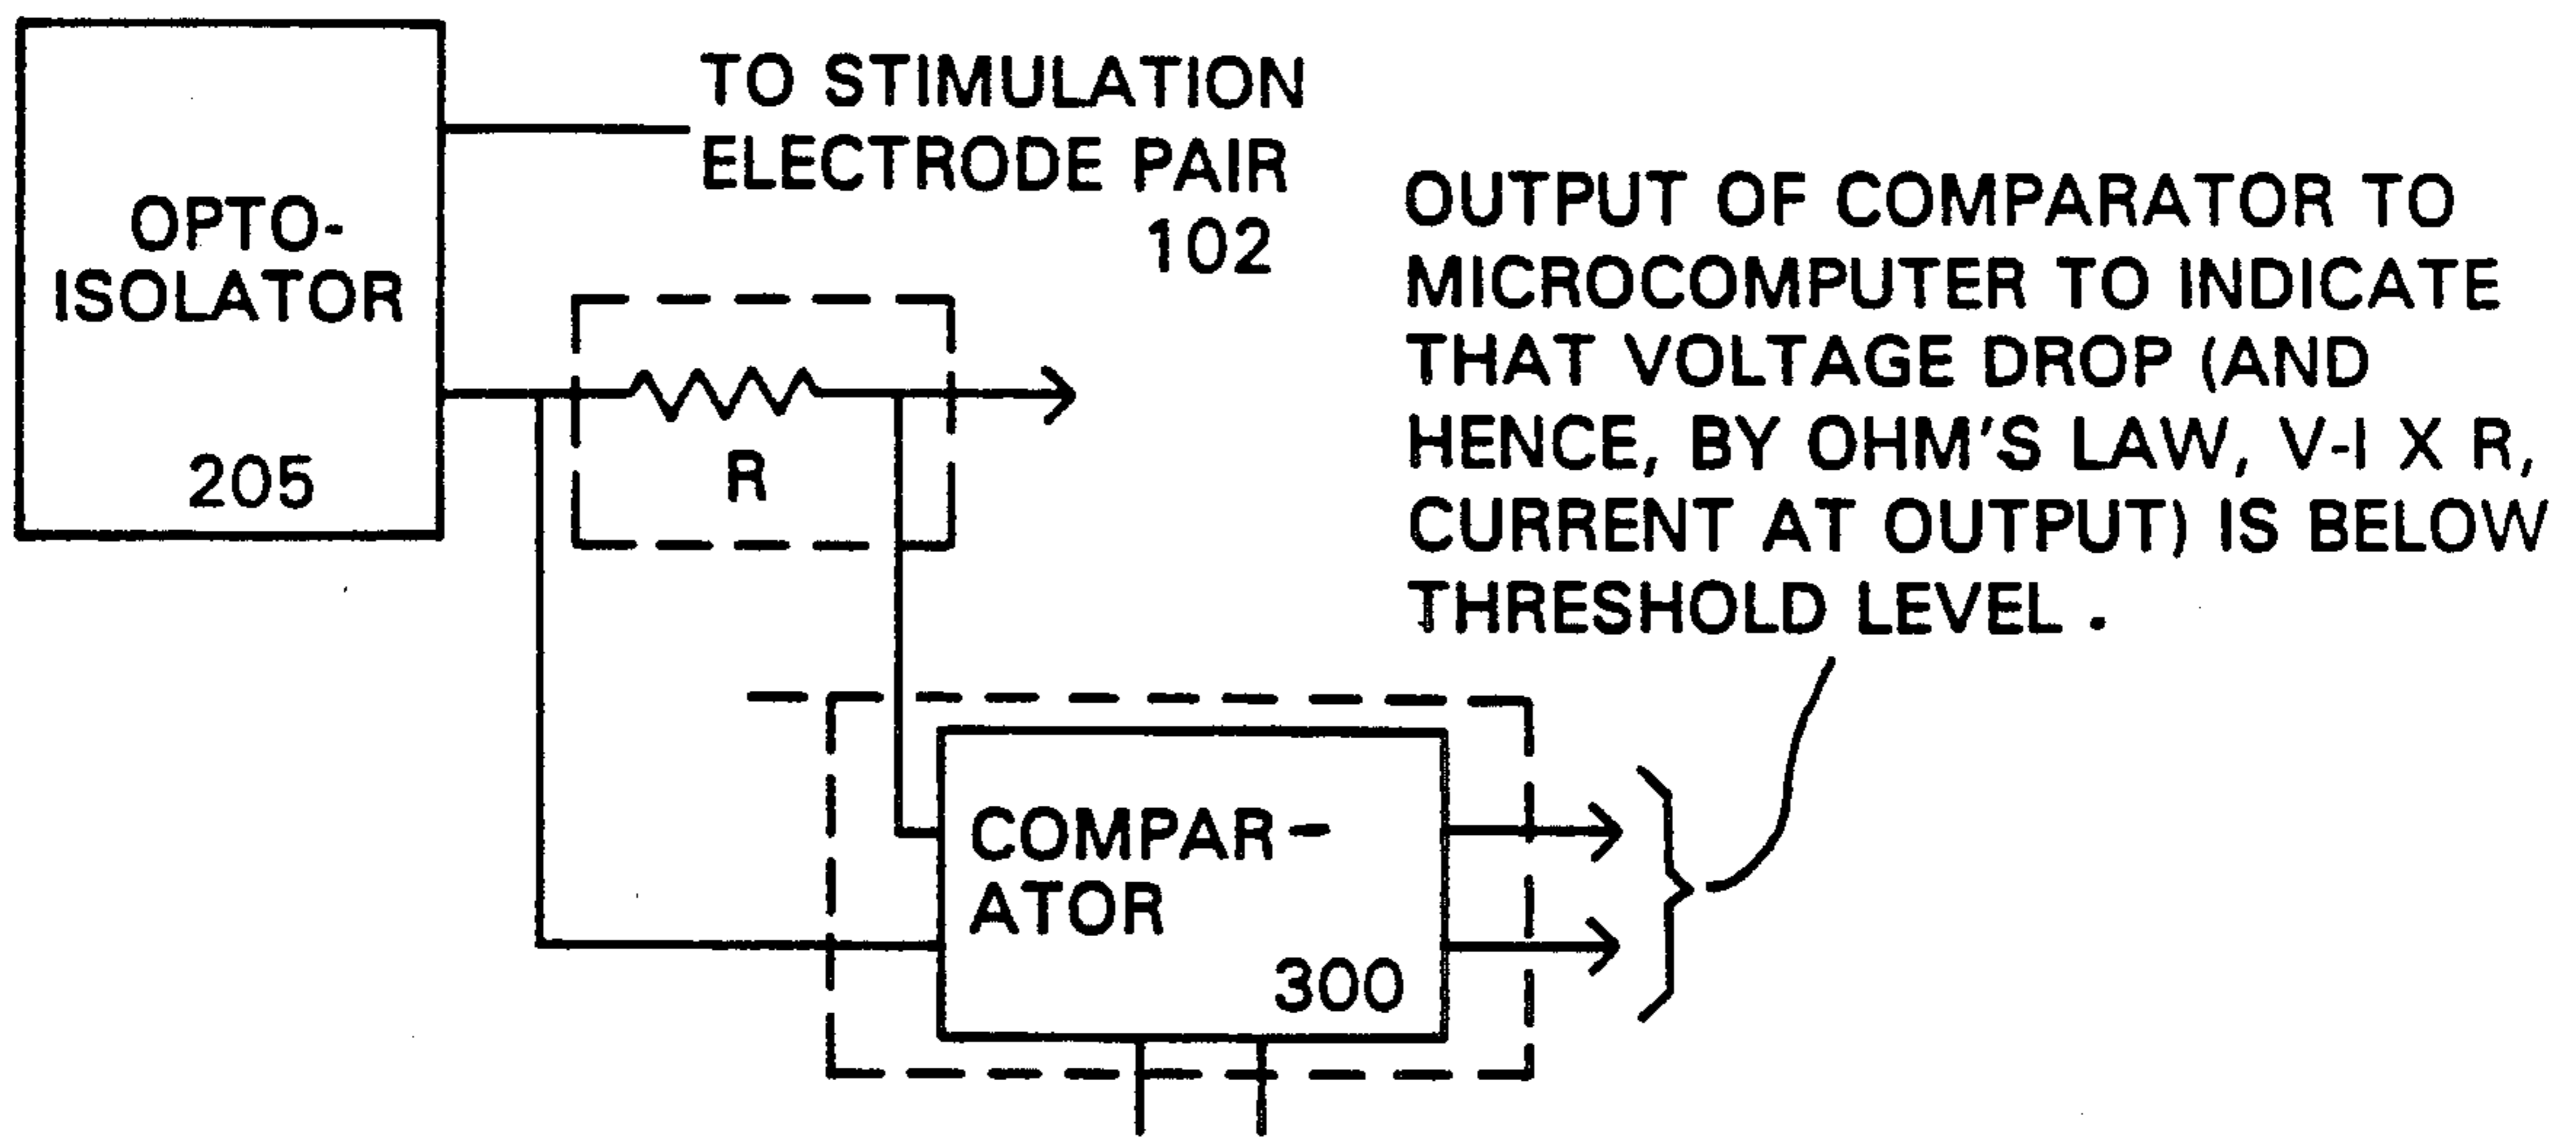 OPTO-
ISOLATOR
205
TO STIMULATION
ELECTRODE PAIR
102
R
OUTPUT OF COMPARATOR TO
MICROCOMPUTER TO INDICATE
THAT VOLTAGE DROP (AND
HENCE, BY OHM'S LAW, V-I X R,
CURRENT AT OUTPUT) IS BELOW
THRESHOLD LEVEL .
COMPAR-
ATOR
300